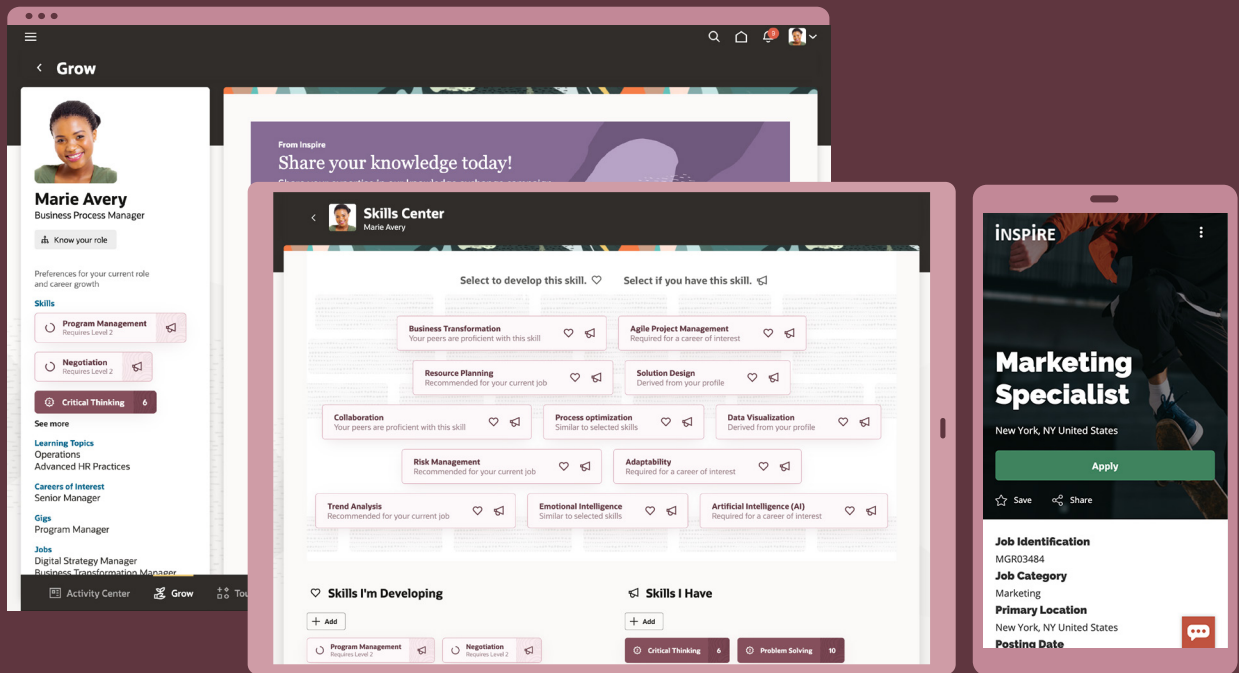 9
Grow
Marie Avery
Business Process Manager
Know your role
Preferences for your current role
and career growth
Skills
Program Management
Requires Level 2
Negotiation
Requires Level 2
Critical Thinking 6
See more
Learning Topics
Operations
Advanced HR Practices
Careers of Interest
Senior Manager
Gigs
Program Manager
Jobs
Digital Strategy Manager
Business Transformation Manager
Activity Center
Grow
From Inspire
Share your knowledge today!
Skills Center
Marie Avery
Select to develop this skill.
Select if you have this skill.
Business Transformation
Your peers are proficient with this skill
Agile Project Management
Required for a career of interest
Resource Planning
Recommended for your current job
Solution Design
Derived from your profile
Collaboration
Your peers are proficient with this skill
Process optimization
Similar to selected skills
Data Visualization
Derived from your profile
Risk Management
Recommended for your current job
Adaptability
Required for a career of interest
Trend Analysis
Recommended for your current job
Emotional Intelligence
Similar to selected skills
Artificial Intelligence (AI)
Required for a career of interest
Skills I'm Developing
+ Add
Program Management
Requires Level 2
Negotiation
Requires Level 2
Skills I Have
+ Add
Critical Thinking 6
Problem Solving 10
INSPIRE
Marketing
Specialist
New York, NY United States
Apply
Save
Share
Job Identification
MGR03484
Job Category
Marketing
Primary Location
New York, NY United States
Posting Date